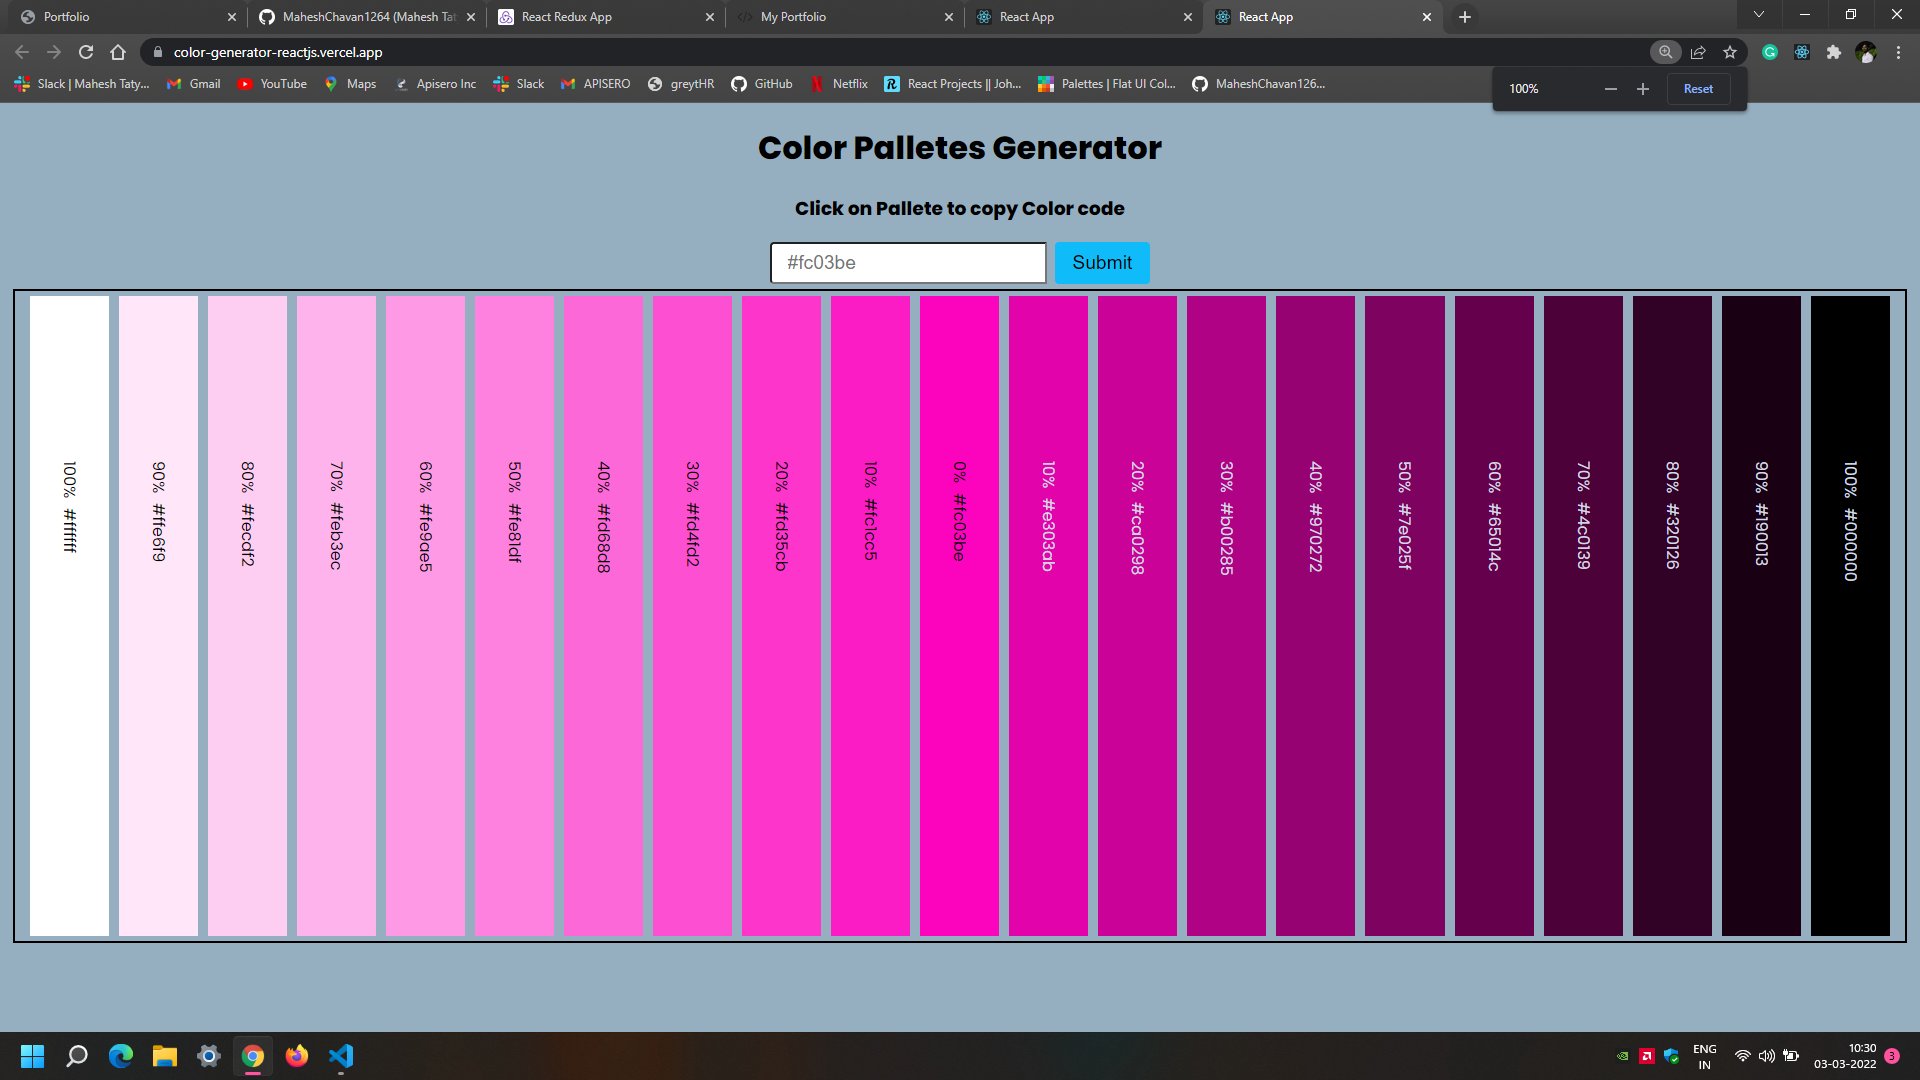 Portfolio
MaheshChavan1264 (Mahesh Tat
React Redux App
My Portfolio
React App
React App
color-generator-reactjs.vercel.app
Slack | Mahesh Taty...
Gmail
YouTube
Maps
Apisero Inc
Slack
APISERO
greytHR
GitHub
Netflix
React Projects || Joh...
Palettes | Flat UI Col...
MaheshChavan126...
100%
Reset
Color Palletes Generator
Click on Pallete to copy Color code
#fc03be
Submit
100% #ffffff
90% #ffe6f9
80% #fecdf2
70% #feb3ec
60% #fe9ae5
50% #fe81df
40% #fd68d8
30% #fd4fd2
20% #fd35cb
10% #fc1cc5
0% #fc03be
10% #e303ab
20% #ca0298
30% #b00285
40% #970272
50% #7e025f
60% #65014c
70% #4c0139
80% #320126
90% #190013
100% #000000
ENG
IN
10:30
03-03-2022
3